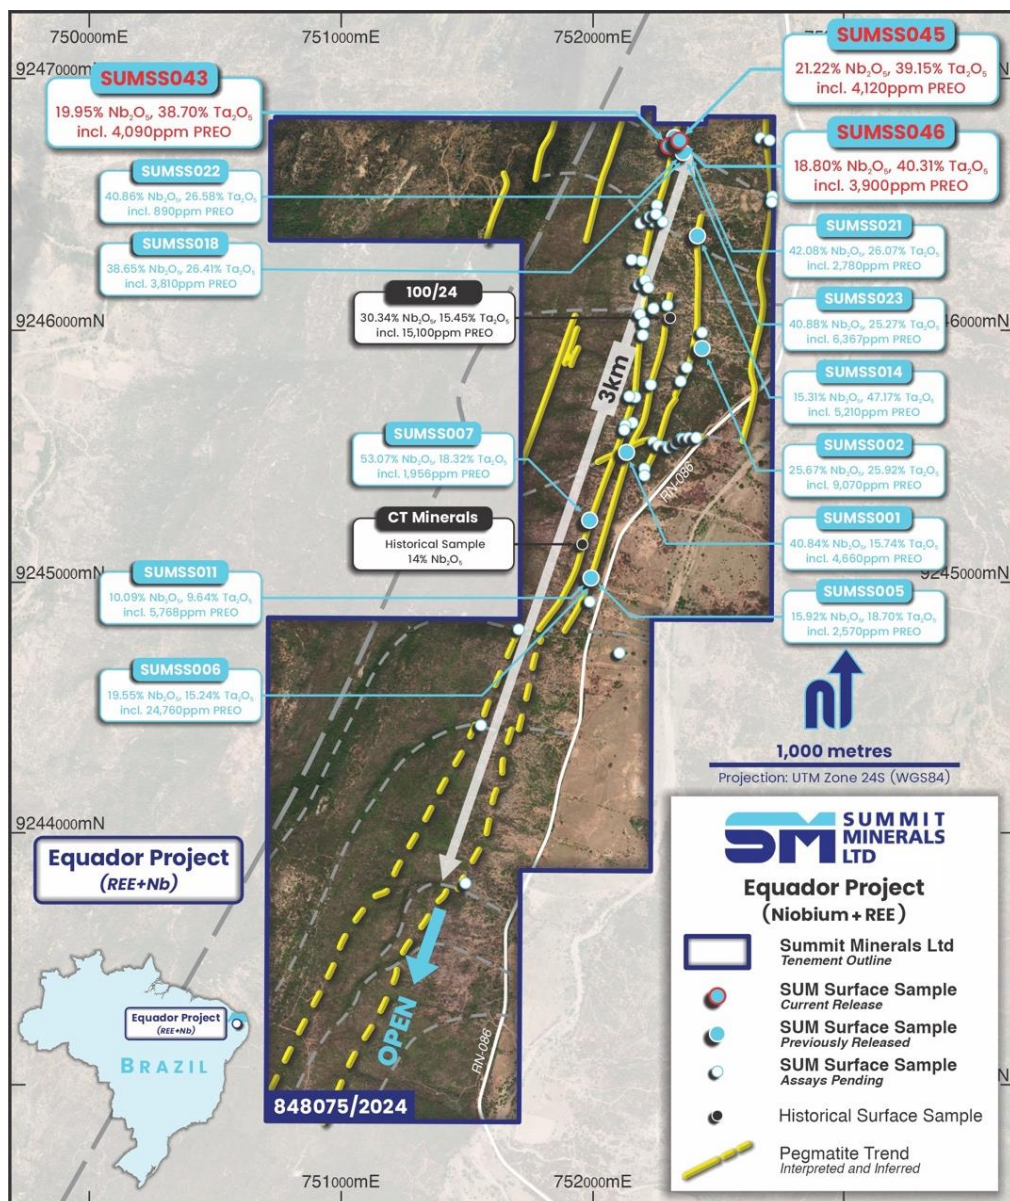 750000mE
751000mE
752000mE
9247000mN
SUMSS043
19.95% Nb₂O₅, 38.70% Ta₂O₅
incl. 4,090ppm PREO
SUMSS045
21.22% Nb₂O₅, 39.15% Ta₂O₅
incl. 4,120ppm PREO
SUMSS046
18.80% Nb₂O₅, 40.31% Ta₂O₅
incl. 3,900ppm PREO
SUMSS022
40.86% Nb₂O₅, 26.58% Ta₂O₅
incl. 890ppm PREO
SUMSS018
38.65% Nb₂O₅, 26.41% Ta₂O₅
incl. 3,810ppm PREO
SUMSS021
42.08% Nb₂O₅, 26.07% Ta₂O₅
incl. 2,780ppm PREO
100/24
30.34% Nb₂O₅, 15.45% Ta₂O₅
incl. 15,100ppm PREO
SUMSS023
40.88% Nb₂O₅, 25.27% Ta₂O₅
incl. 6,367ppm PREO
9246000mN
46000mN
3km
SUMSS014
15.31% Nb₂O₅, 47.17% Ta₂O₅
incl. 5,210ppm PREO
SUMSS007
53.07% Nb₂O₅, 18.32% Ta₂O₅
incl. 1,956ppm PREO
SUMSS002
25.67% Nb₂O₅, 25.92% Ta₂O₅
incl. 9,070ppm PREO
RN-086
CT Minerals
Historical Sample
14% Nb₂O₅
SUMSS001
40.84% Nb₂O₅, 15.74% Ta₂O₅
incl. 4,660ppm PREO
SUMSS011
10.09% Nb₂O₅, 9.64% Ta₂O₅
incl. 5,768ppm PREO
9245000mN
9245000mN
SUMSS005
15.92% Nb₂O₅, 18.70% Ta₂O₅
incl. 2,570ppm PREO
SUMSS006
19.55% Nb₂O₅, 15.24% Ta₂O₅
incl. 24,760ppm PREO
1,000 metres
Projection: UTM Zone 24S (WGS84)
9244000mN
Equador Project
(REE+Nb)
SM SUMMIT
MINERALS
LTD
Equador Project
(Niobium + REE)
Summit Minerals Ltd
Tenement Outline
SUM Surface Sample
Current Release
SUM Surface Sample
Previously Released
SUM Surface Sample
Assays Pending
Historical Surface Sample
Pegmatite Trend
Interpreted and Inferred
Equador Project
(REE+Nb)
BRAZIL
OPEN
RN-086
848075/2024
751000mE
752000mE